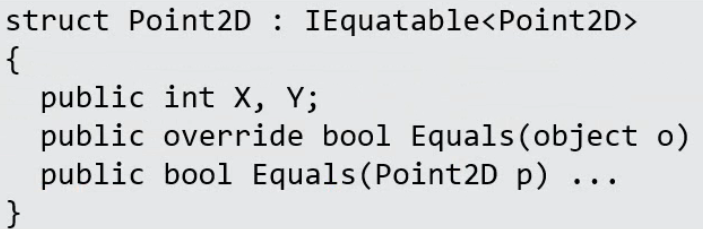 struct Point2D : IEquatable<Point2D>
{
  public int X, Y;
  public override bool Equals(object o)
  public bool Equals(Point2D p) ...
}